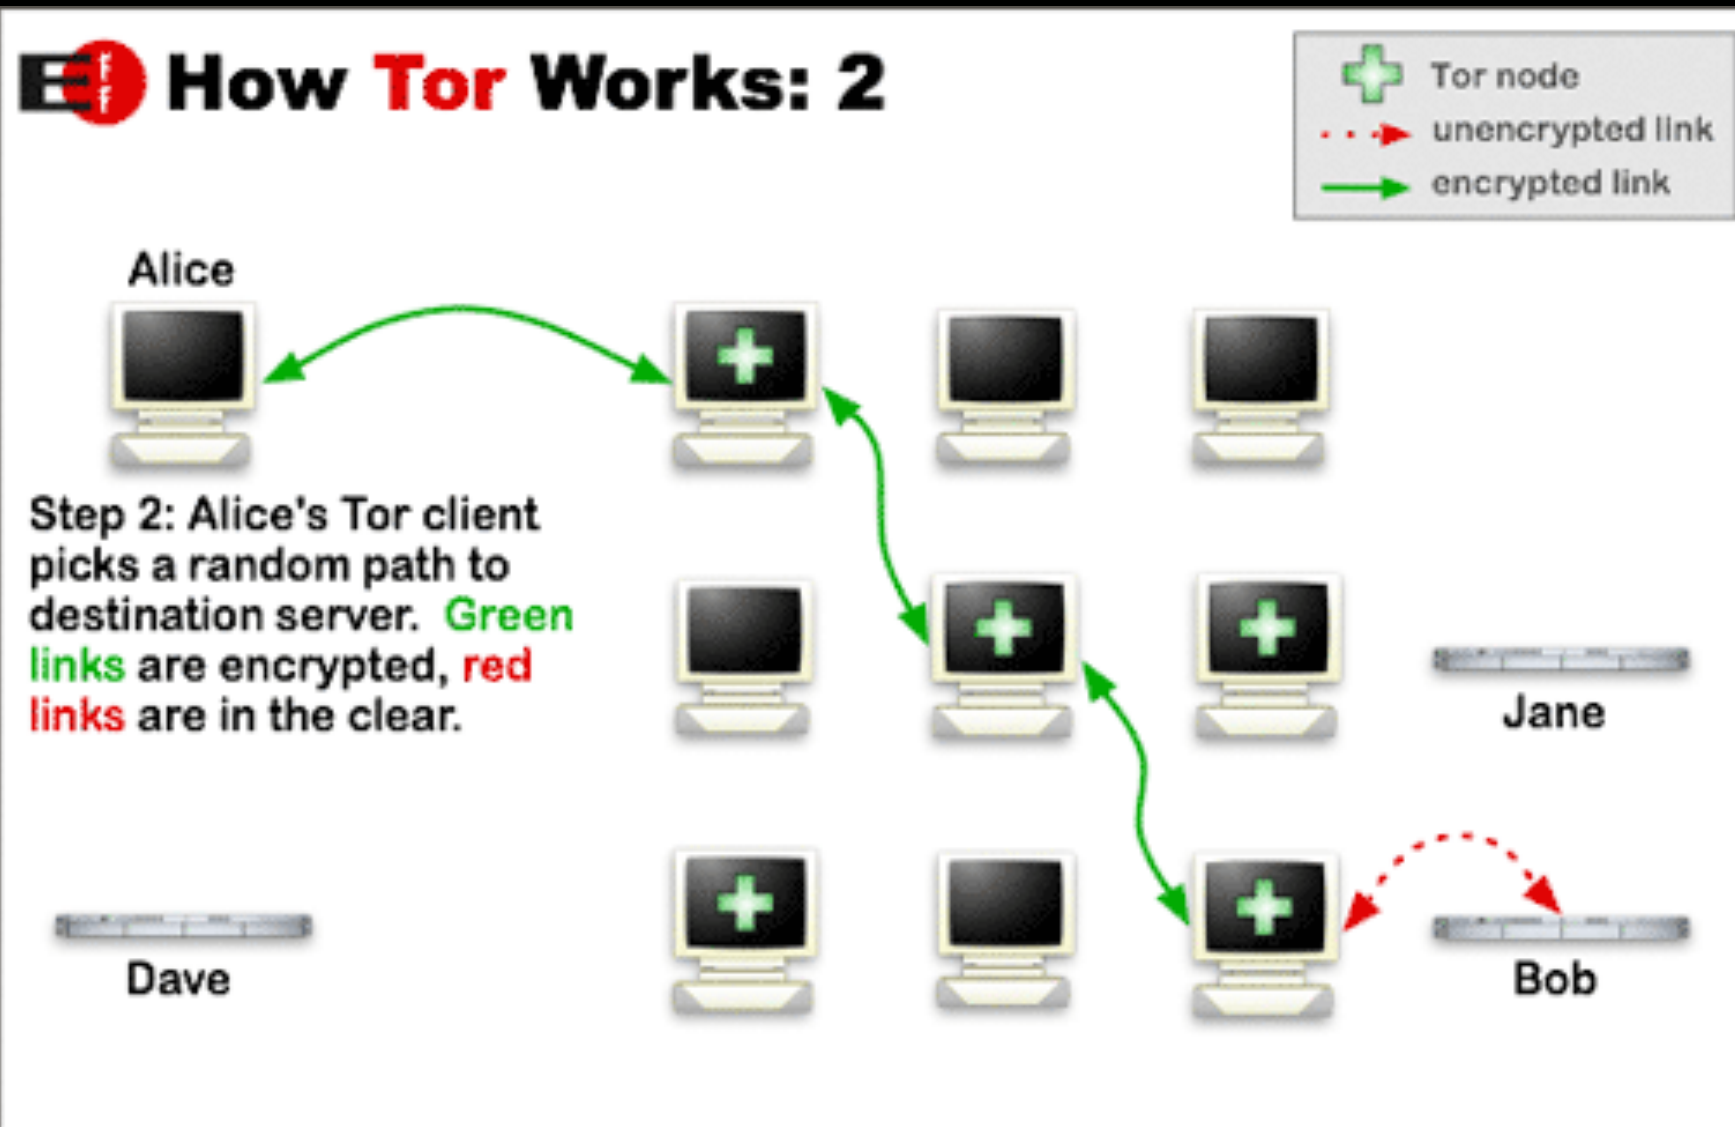 EFF How Tor Works: 2
Tor node
unencrypted link
encrypted link
Alice
Step 2: Alice's Tor client
picks a random path to
destination server. Green
links are encrypted, red
links are in the clear.
Jane
Dave
Bob